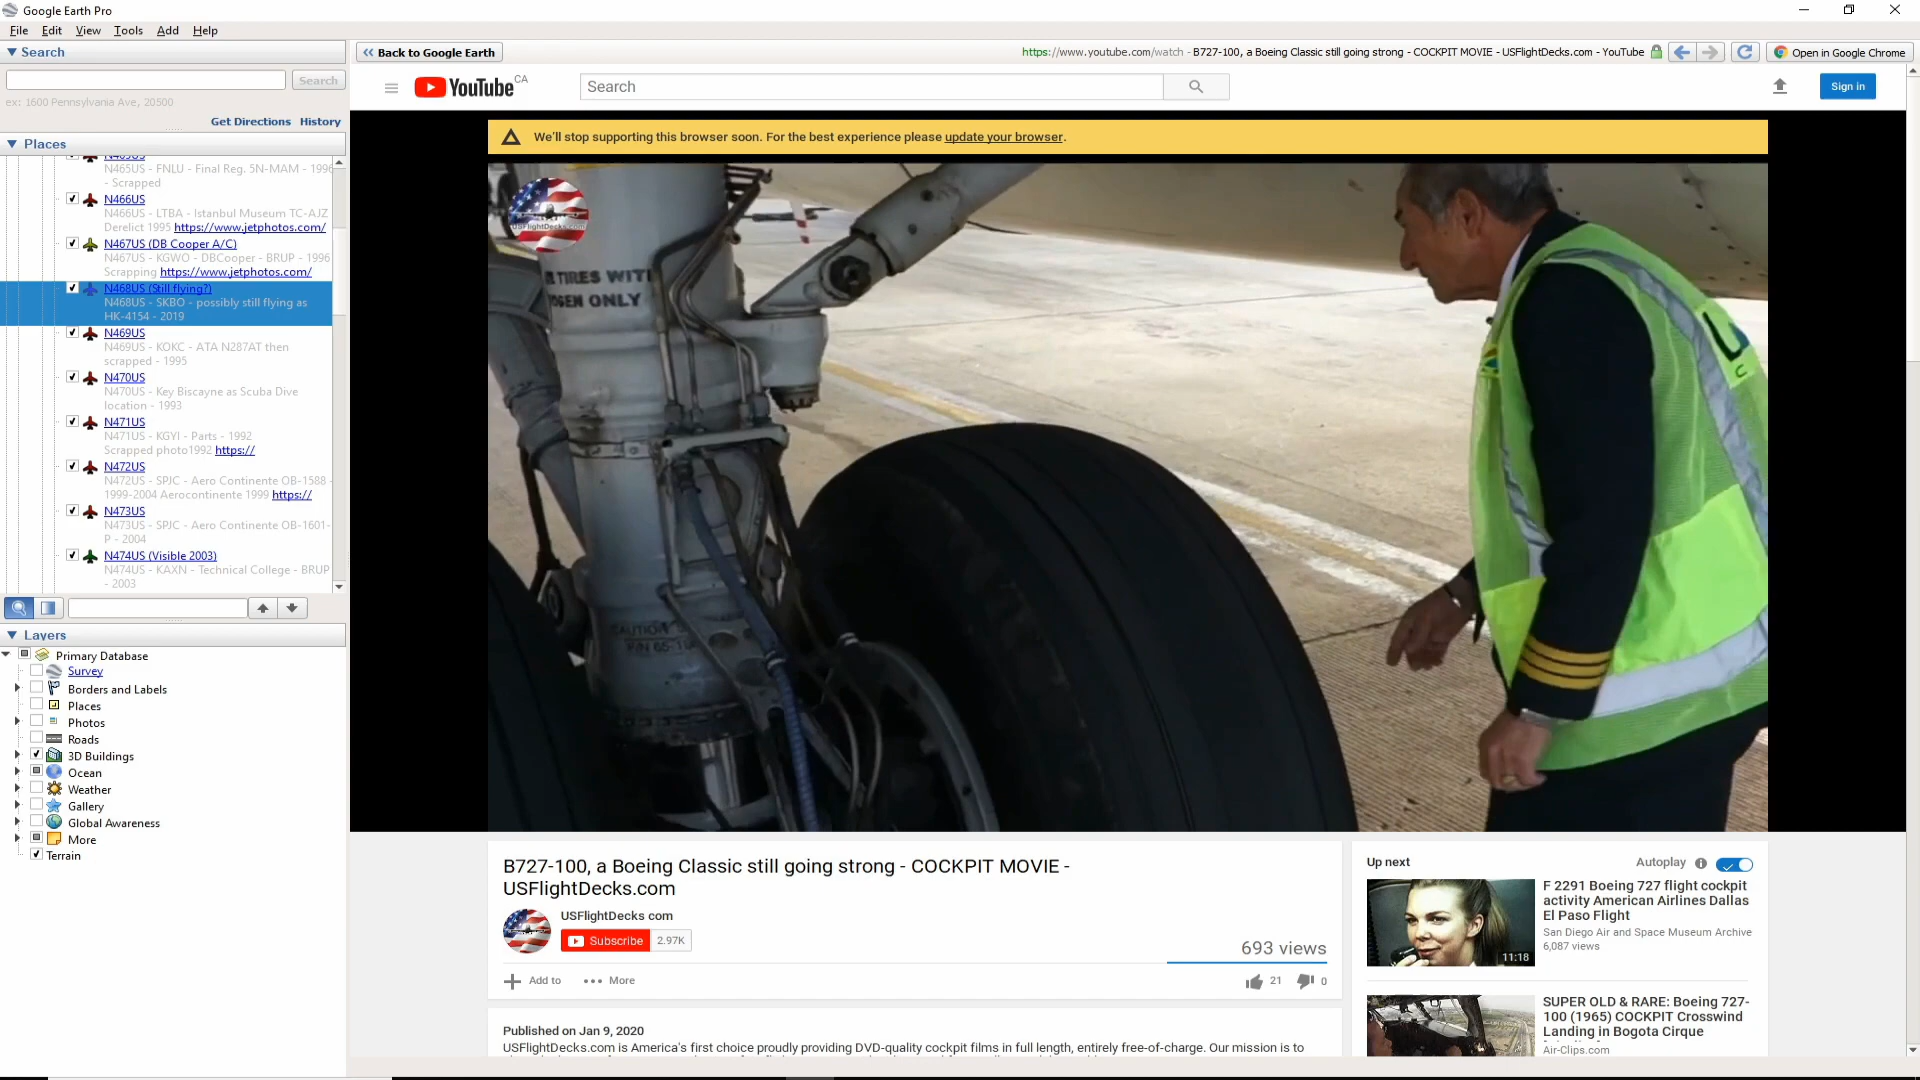 Google Earth Pro
File Edit View Tools Add Help
Search
Search
ex: 1600 Pennsylvania Ave, 20500
Get Directions History
Places
N465US - FNLU - Final Reg. 5N-MAM - 1996
- Scrapped
N466US
N466US - LTBA - Istanbul Museum TC-AJZ
Derelict 1995 https://www.jetphotos.com/
N467US (DB Cooper A/C)
N467US - KGWO - DBCooper - BRUP - 1996
Scrapping https://www.jetphotos.com/
N468US (Still flying?)
N468US - SKBO - possibly still flying as
HK-4154 - 2019
N469US
N469US - KOKC - ATA N287AT then
scrapped - 1995
N470US
N470US - Key Biscayne as Scuba Dive
location - 1993
N471US
N471US - KGYI - Parts - 1992
Scrapped photo1992 https://
N472US
N472US - SPJC - Aero Continente OB-1588 -
1999-2004 Aerocontinente 1999 https://
N473US
N473US - SPJC - Aero Continente OB-1601-
P - 2004
N474US (Visible 2003)
N474US - KAXN - Technical College - BRUP
- 2003
Layers
Primary Database
Survey
Borders and Labels
Places
Photos
Roads
3D Buildings
Ocean
Weather
Gallery
Global Awareness
More
Terrain
Back to Google Earth
https://www.youtube.com/watch - B727-100, a Boeing Classic still going strong - COCKPIT MOVIE - USFlightDecks.com - YouTube
Open in Google Chrome
YouTube CA
Search
Sign in
We'll stop supporting this browser soon. For the best experience please update your browser.
USFlightDecks.com
TIRES WITH
ONLY
CAUTION
B727-100, a Boeing Classic still going strong - COCKPIT MOVIE -
USFlightDecks.com
USFlightDecks com
Subscribe 2.97K
693 views
Add to More
21 0
Published on Jan 9, 2020
USFlightDecks.com is America's first choice proudly providing DVD-quality cockpit films in full length, entirely free-of-charge. Our mission is to
Up next
Autoplay
F 2291 Boeing 727 flight cockpit
activity American Airlines Dallas
El Paso Flight
San Diego Air and Space Museum Archive
6,087 views
11:18
SUPER OLD & RARE: Boeing 727-
100 (1965) COCKPIT Crosswind
Landing in Bogota Cirque
Air-Clips.com